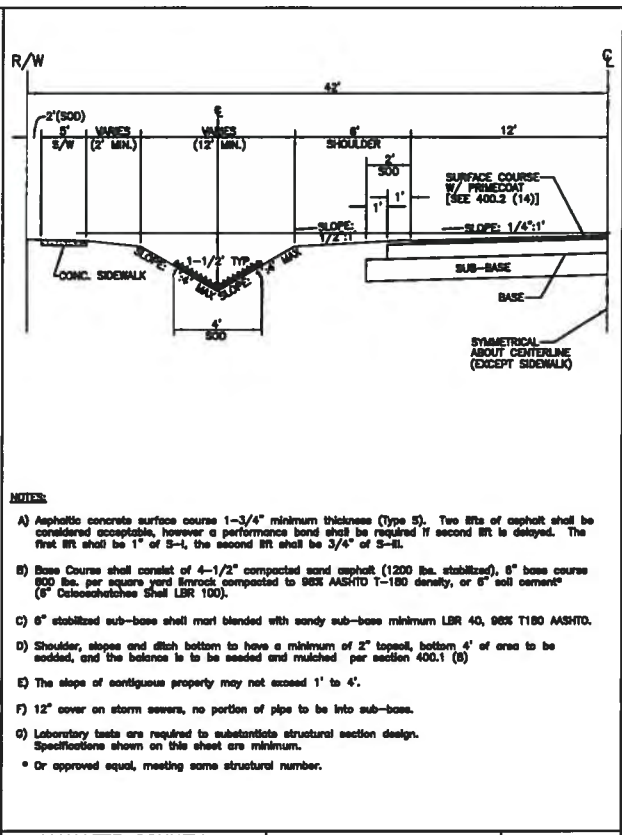 R/W
℄
42'
℄
2'(SOD)
5'
S/W
VARIES
(2' MIN.)
VARIES
(12' MIN.)
6'
SHOULDER
12'
2'
SOD
1'
1'
SURFACE COURSE
W/ PRIMECOAT
[SEE 400.2 (14)]
SLOPE:
1/2":1'
SLOPE: 1/4":1'
CONC. SIDEWALK
SLOPE:
1-1/2' TYP.
:4' MAX
:4' MAX
SLOPE:
4'
SOD
SUB-BASE
BASE
SYMMETRICAL
ABOUT CENTERLINE
(EXCEPT SIDEWALK)
NOTES:
A) Asphaltic concrete surface course 1-3/4" minimum thickness (Type S). Two lifts of asphalt shall be
considered acceptable, however a performance bond shall be required if second lift is delayed. The
first lift shall be 1" of S-I, the second lift shall be 3/4" of S-III.
B) Base Course shall consist of 4-1/2" compacted sand asphalt (1200 lbs. stabilized), 6" base course
600 lbs. per square yard limrock compacted to 98% AASHTO T-180 density, or 6" soil cement*
(6" Caloosahatchee Shell LBR 100).
C) 6" stabilized sub-base shell marl blended with sandy sub-base minimum LBR 40, 98% T180 AASHTO.
D) Shoulder, slopes and ditch bottom to have a minimum of 2" topsoil, bottom 4' of area to be
sodded, and the balance is to be seeded and mulched per section 400.1 (8)
E) The slope of contiguous property may not exceed 1' to 4'.
F) 12" cover on storm sewers, no portion of pipe to be into sub-base.
G) Laboratory tests are required to substantiate structural section design.
Specifications shown on this sheet are minimum.
* Or approved equal, meeting same structural number.